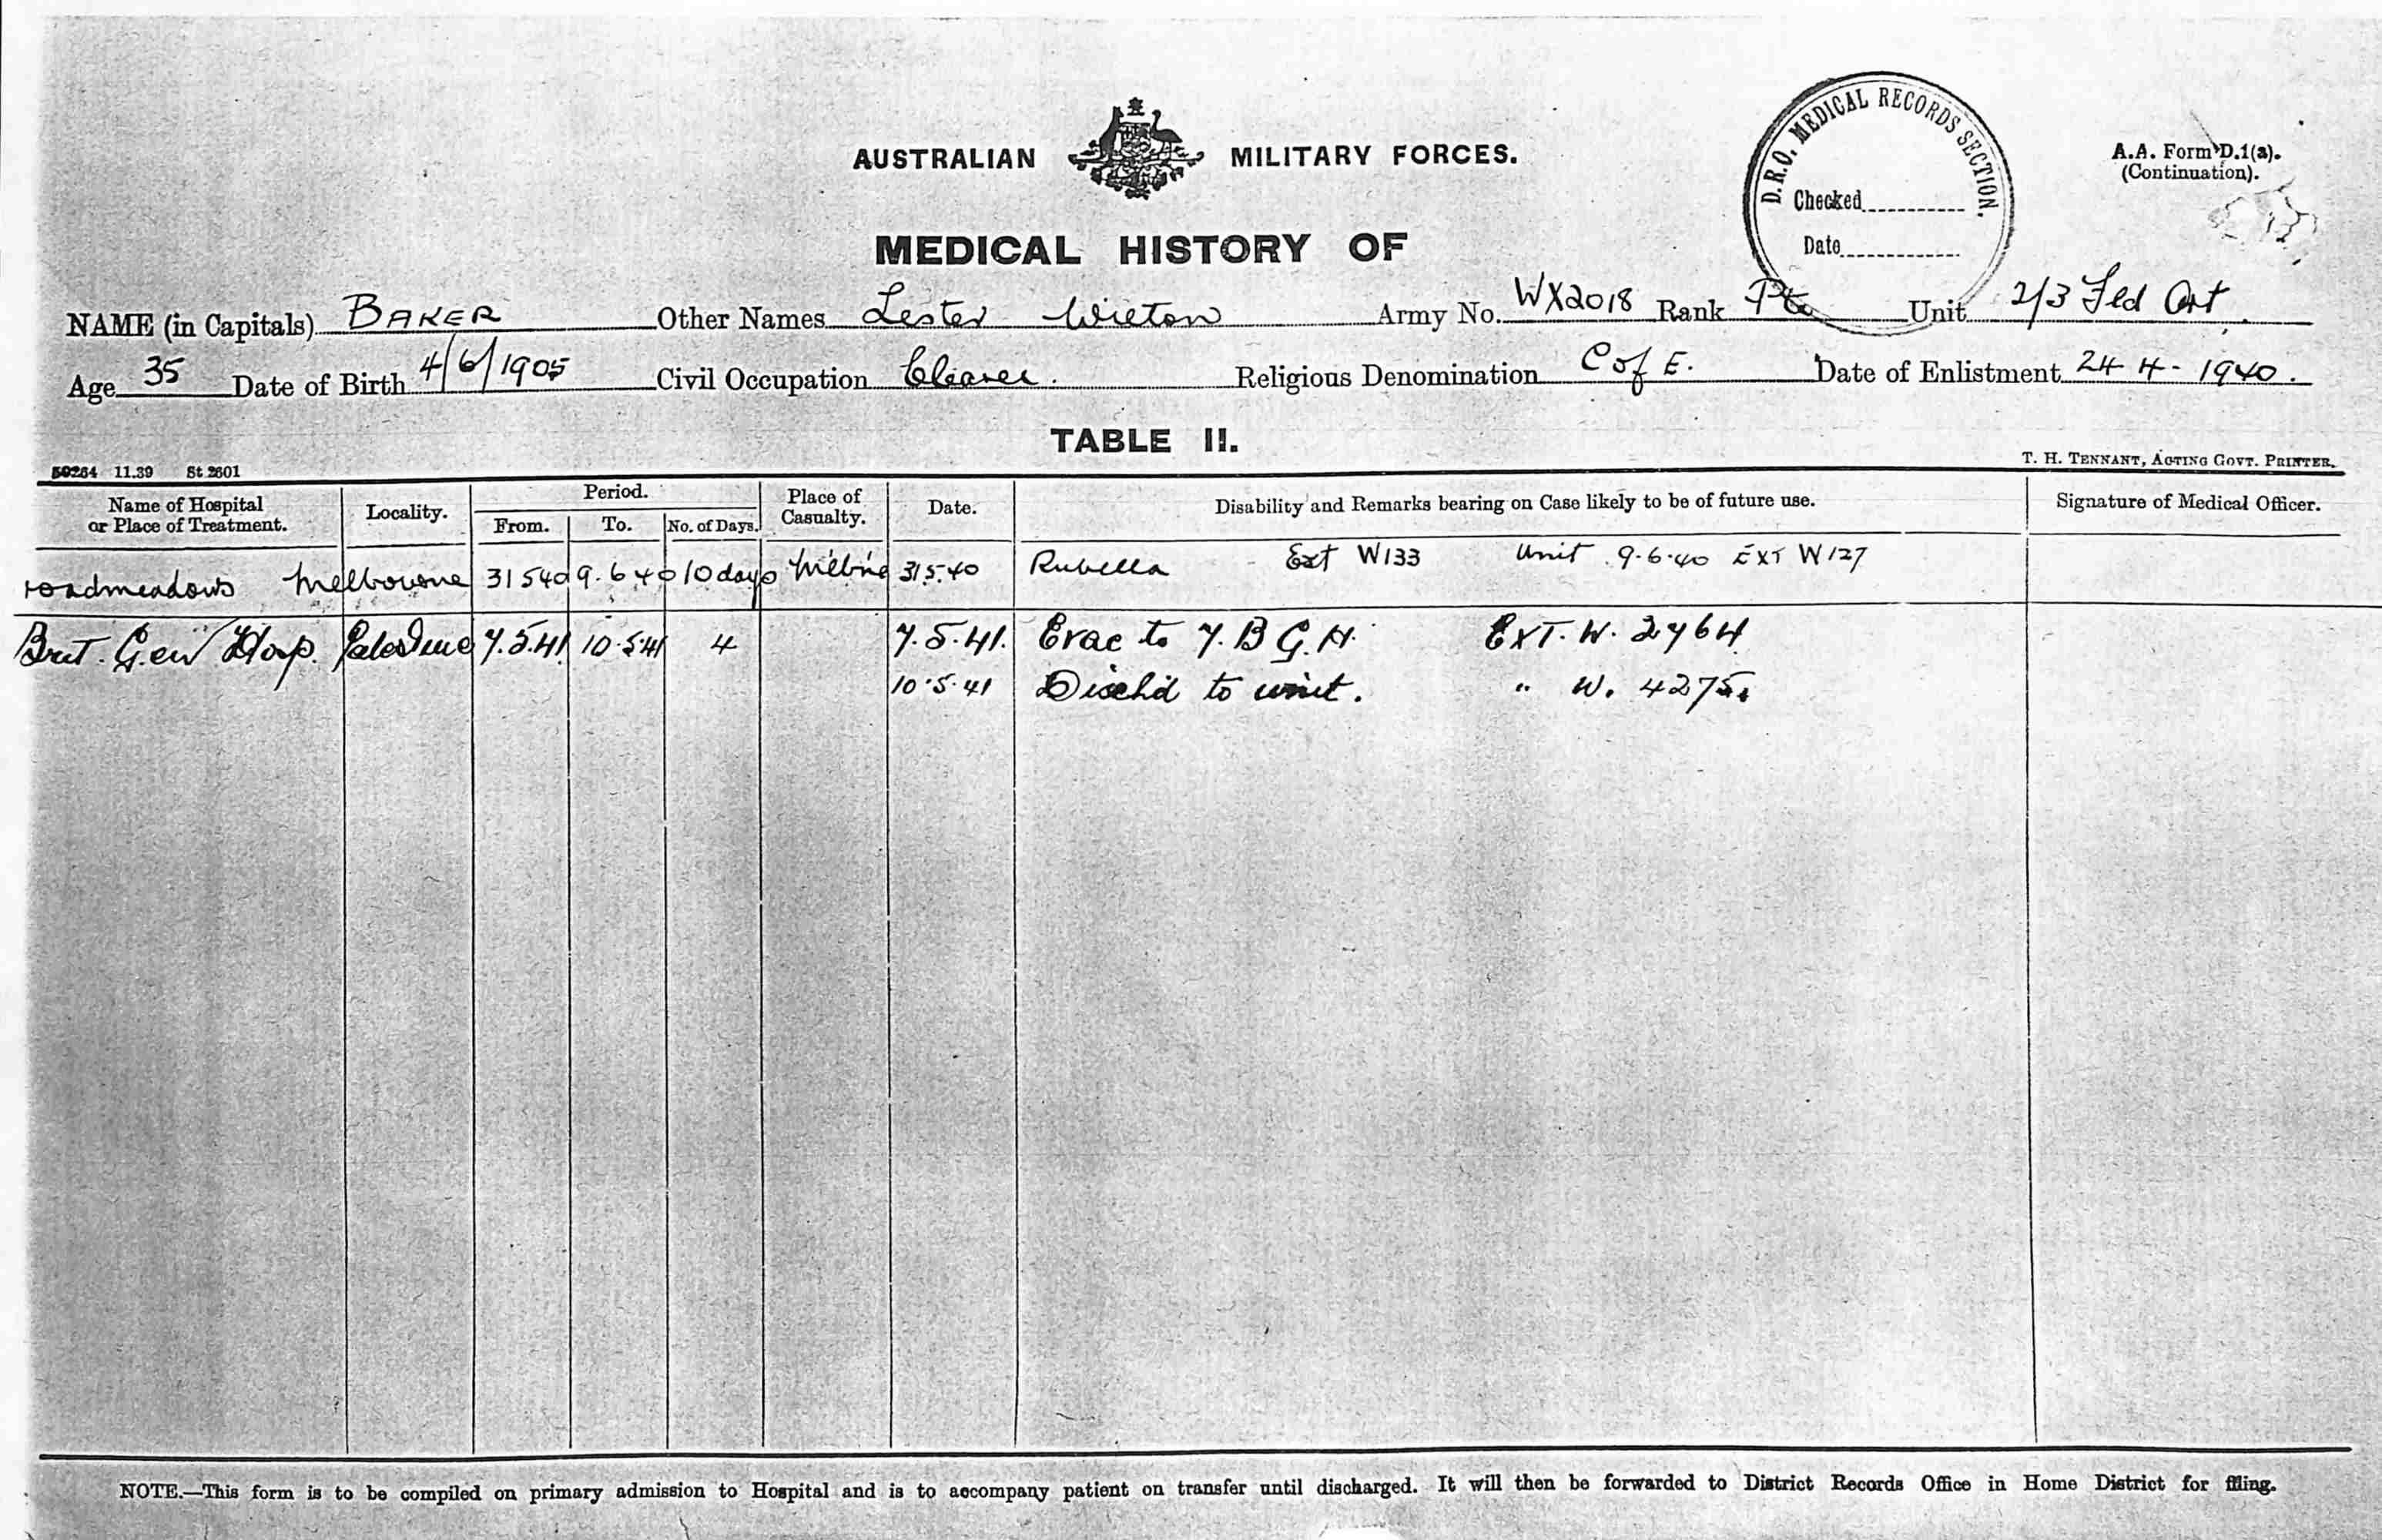 D.R.O. MEDICAL RECORDS SECTION.
Checked
Date
A.A. Form D.1(a).
(Continuation).
AUSTRALIAN MILITARY FORCES.
MEDICAL HISTORY OF
NAME (in Capitals) BAKER Other Names Lester Wieton Army No. WX2018 Rank Pte Unit 2/3 Fld Art
Age 35 Date of Birth 4/6/1905 Civil Occupation Cleaner. Religious Denomination C of E. Date of Enlistment 24-4-1940.
TABLE II.
59264 11.39 St.2601 T. H. TENNANT, ACTING GOVT. PRINTER.
Name of Hospital or Place of Treatment. Locality. Period. From. To. No. of Days. Place of Casualty. Date. Disability and Remarks bearing on Case likely to be of future use. Signature of Medical Officer.
roadmeadows Melbourne 31 5 40 9.6 40 10 days Melb'ne 31.5.40 Rubella Ext W133 Unit 9.6.40 EXT W127
Brit. Gen Hosp. Palestine 7.5.41 10.5.41 4 7.5.41. Evac to 7.B G.H. EXT. W. 2764
10.5.41 Disch'd to unit. " W. 4275.
NOTE.—This form is to be compiled on primary admission to Hospital and is to accompany patient on transfer until discharged. It will then be forwarded to District Records Office in Home District for filing.